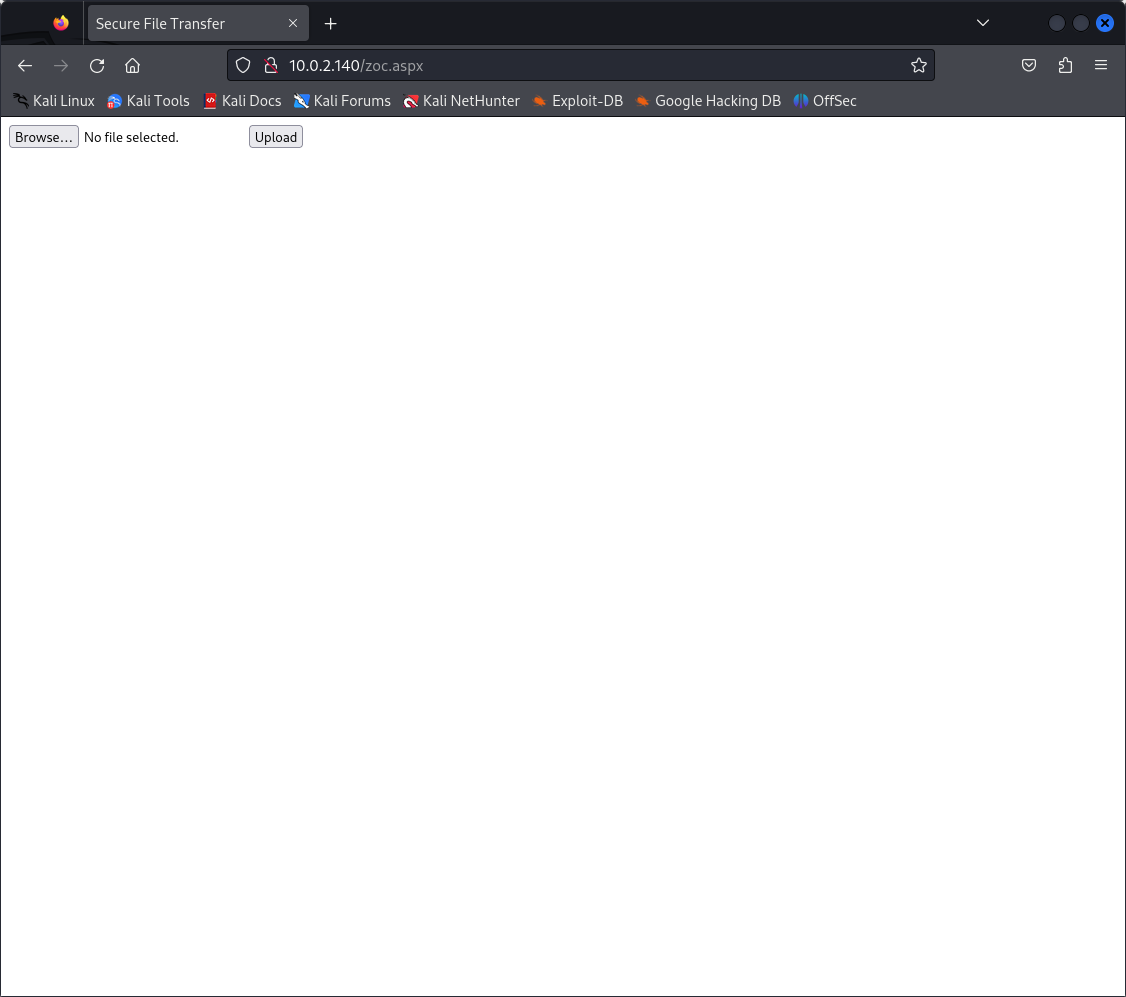 Secure File Transfer
10.0.2.140/zoc.aspx
Kali Linux Kali Tools Kali Docs Kali Forums Kali NetHunter Exploit-DB Google Hacking DB OffSec
Browse... No file selected. Upload